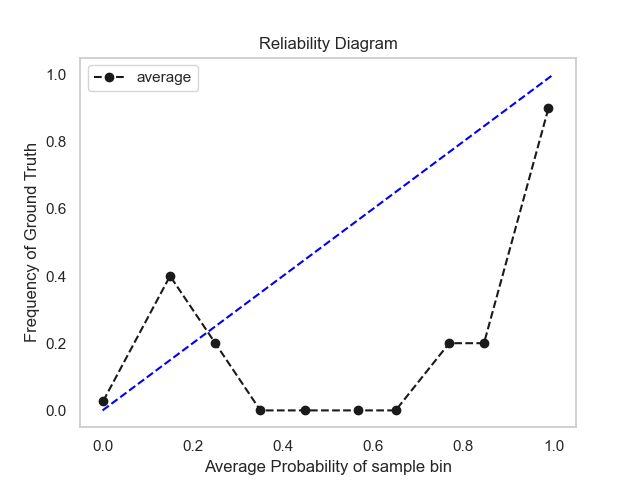 Reliability Diagram
average
1.0
0.8
0.6
0.4
0.2
0.0
Frequency of Ground Truth
0.0 0.2 0.4 0.6 0.8 1.0
Average Probability of sample bin